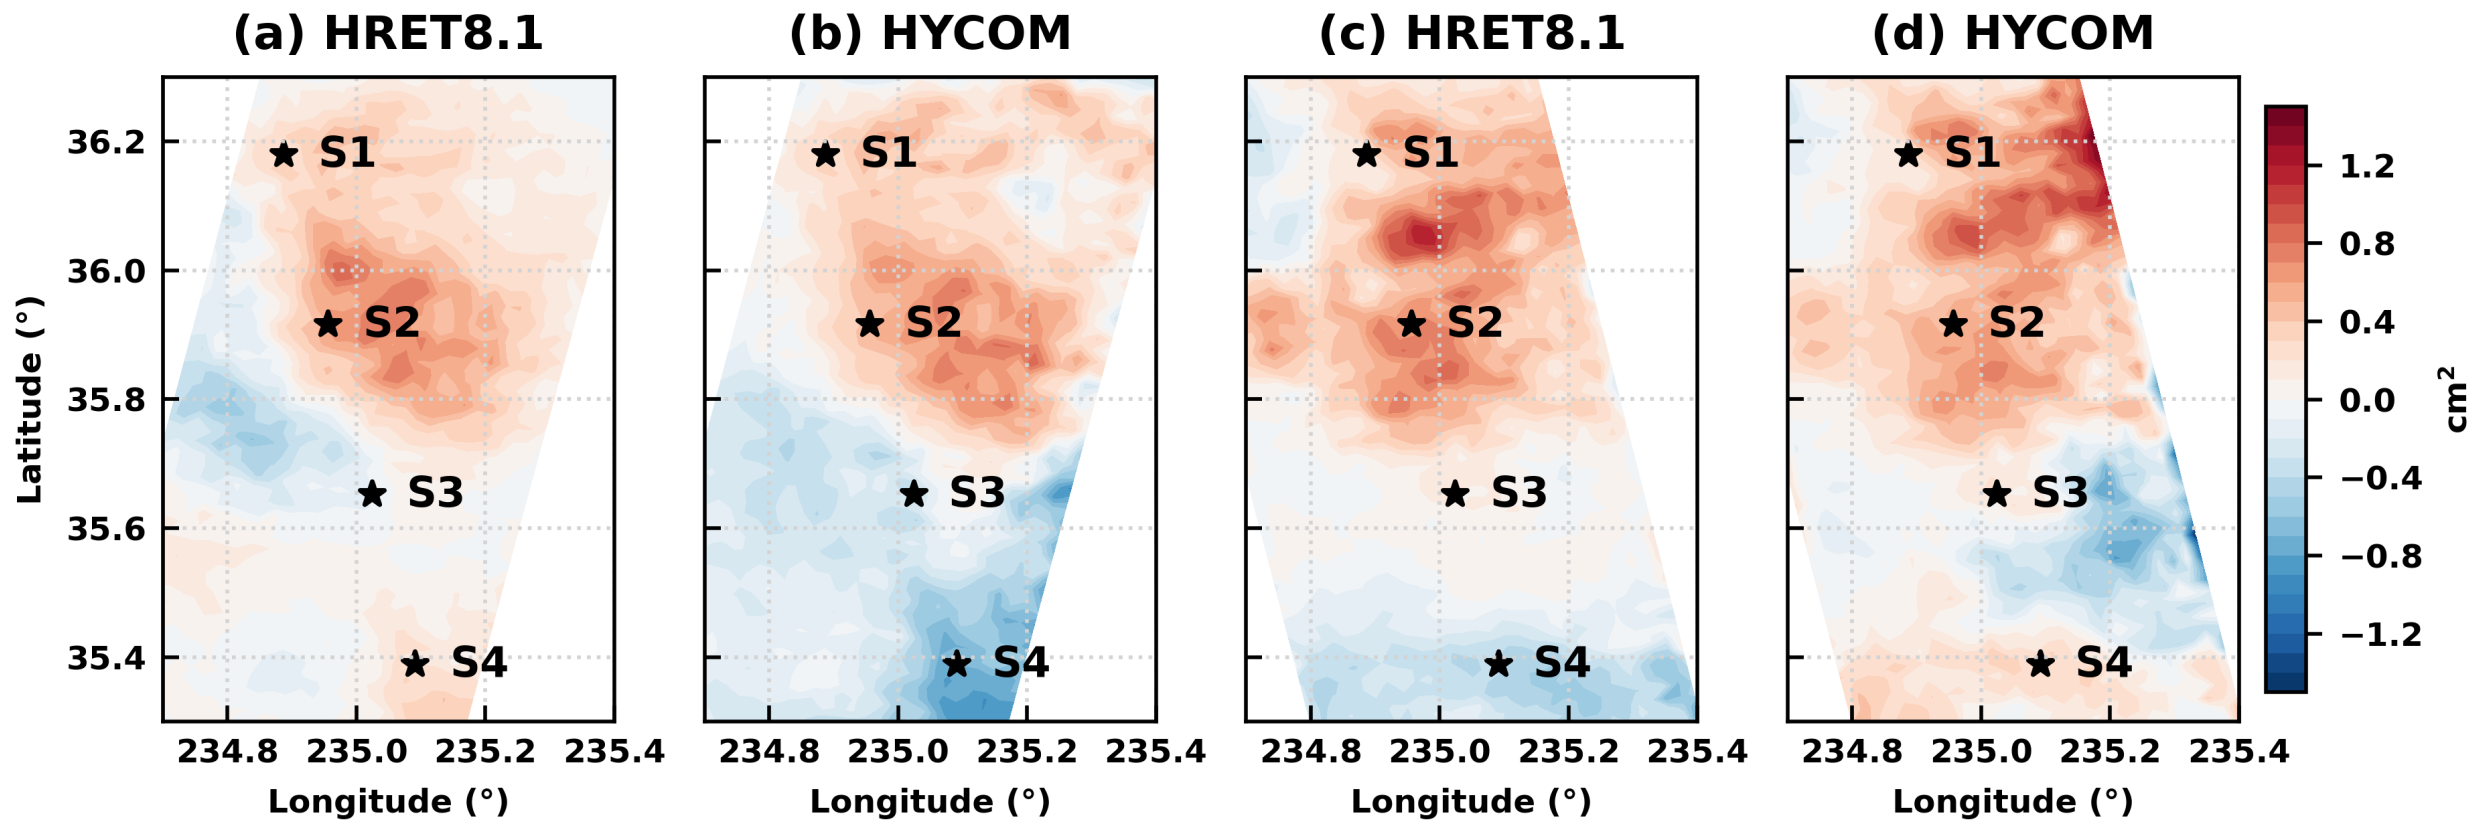 (a) HRET8.1
(b) HYCOM
(c) HRET8.1
(d) HYCOM
Latitude (°)
36.2
36.0
35.8
35.6
35.4
S1
S2
S3
S4
S1
S2
S3
S4
S1
S2
S3
S4
S1
S2
S3
S4
234.8 235.0 235.2 235.4
234.8 235.0 235.2 235.4
234.8 235.0 235.2 235.4
234.8 235.0 235.2 235.4
Longitude (°)
Longitude (°)
Longitude (°)
Longitude (°)
1.2
0.8
0.4
0.0
−0.4
−0.8
−1.2
cm²